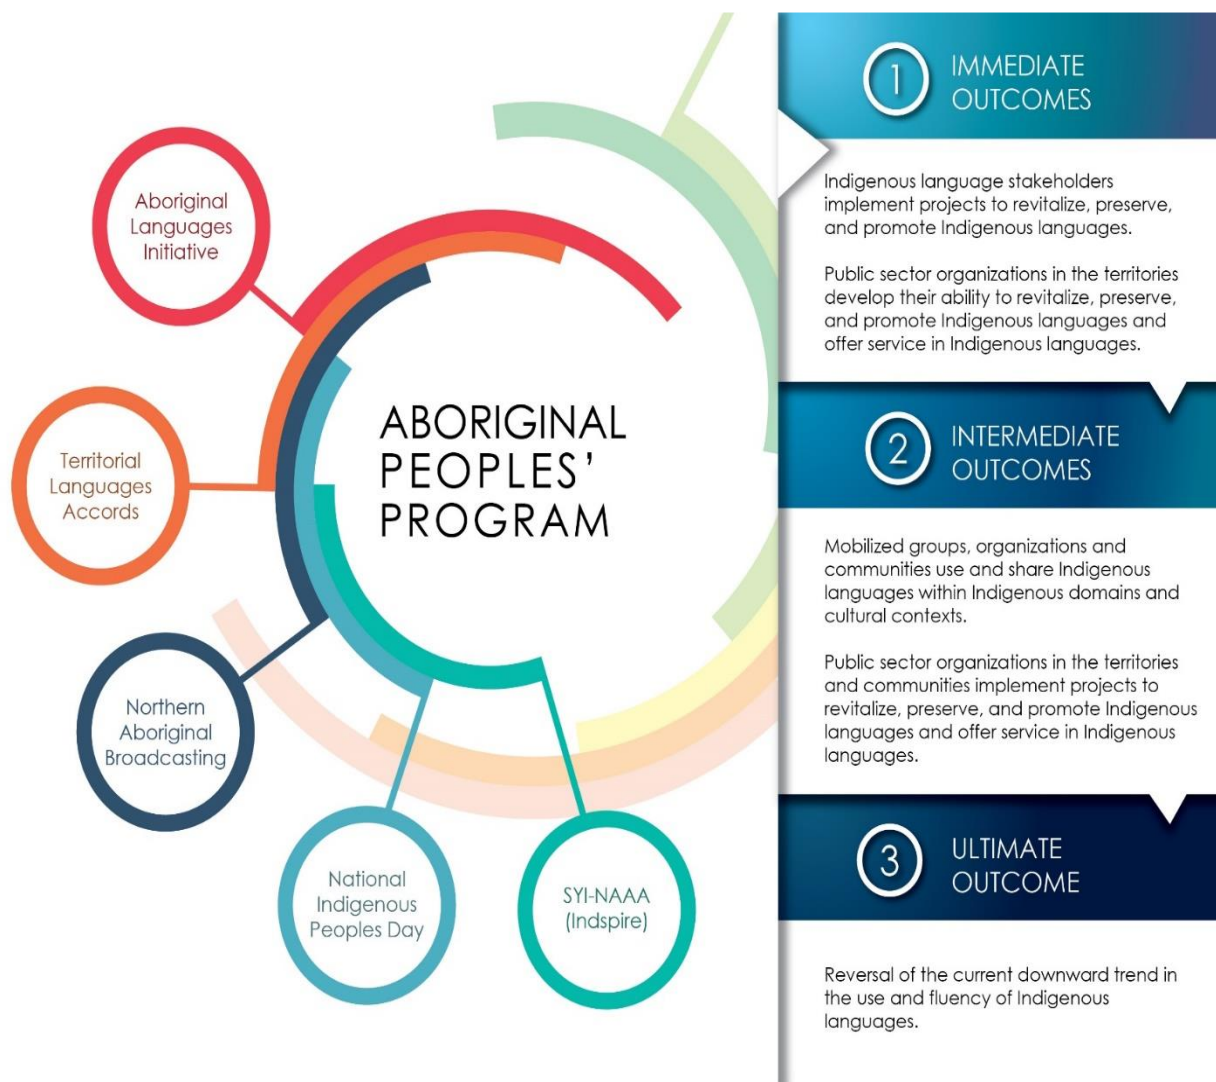 Aboriginal
Languages
Initiative
Territorial
Languages
Accords
Northern
Aboriginal
Broadcasting
National
Indigenous
Peoples Day
SYI-NAAA
(Indspire)
ABORIGINAL
PEOPLES’
PROGRAM
1
IMMEDIATE
OUTCOMES
Indigenous language stakeholders
implement projects to revitalize, preserve,
and promote Indigenous languages.
Public sector organizations in the territories
develop their ability to revitalize, preserve,
and promote Indigenous languages and
offer service in Indigenous languages.
2
INTERMEDIATE
OUTCOMES
Mobilized groups, organizations and
communities use and share Indigenous
languages within Indigenous domains and
cultural contexts.
Public sector organizations in the territories
and communities implement projects to
revitalize, preserve, and promote Indigenous
languages and offer service in Indigenous
languages.
3
ULTIMATE
OUTCOME
Reversal of the current downward trend in
the use and fluency of Indigenous
languages.